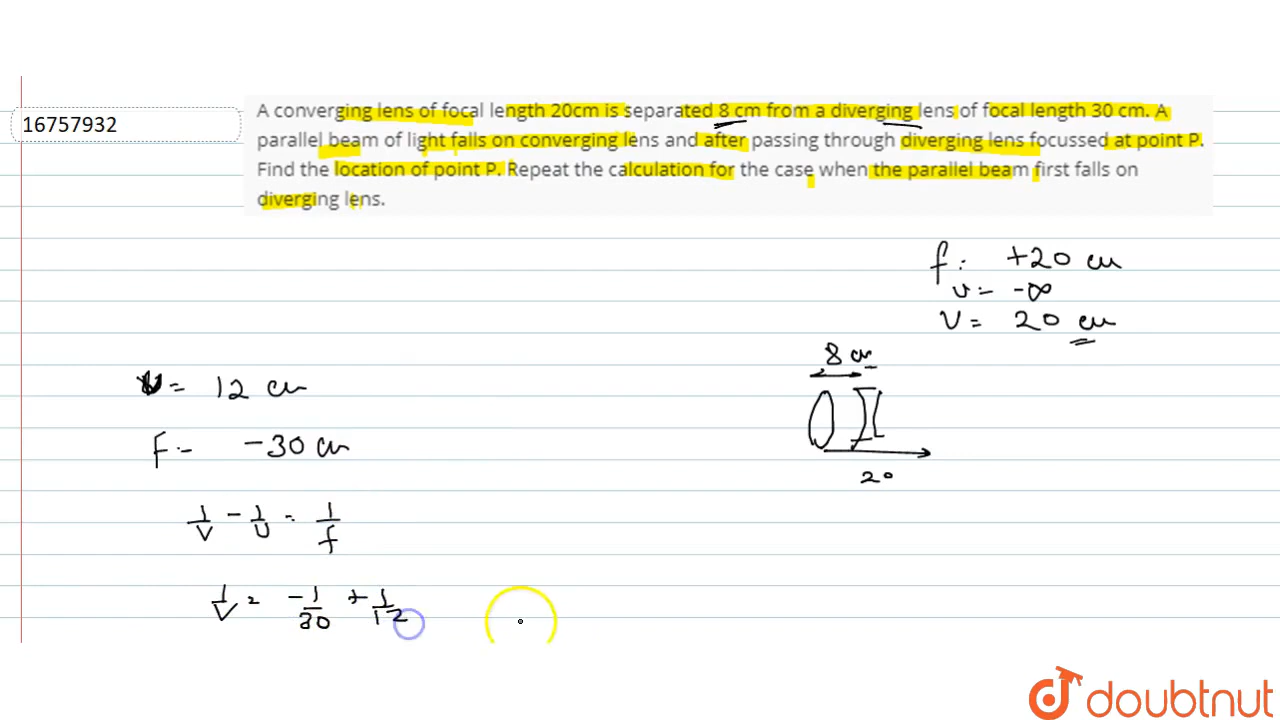 16757932
A converging lens of focal length 20cm is separated 8 cm from a diverging lens of focal length 30 cm. A
parallel beam of light falls on converging lens and after passing through diverging lens focussed at point P.
Find the location of point P. Repeat the calculation for the case when the parallel beam first falls on
diverging lens.
f: +20 cm
u = -∞
V = 20 cm
8 cm
20
u = 12 cm
F = -30 cm
1/V - 1/U = 1/f
1/V = -1/30 + 1/12
doubtnut